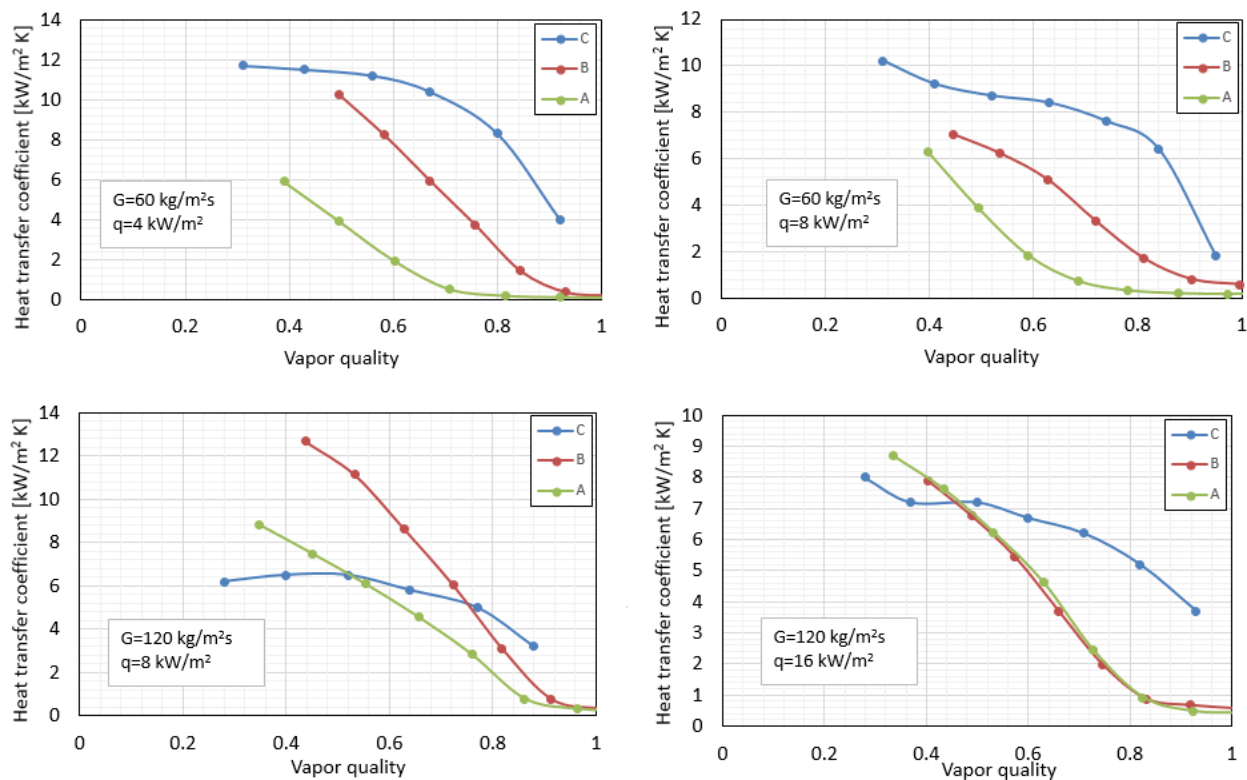 Heat transfer coefficient [kW/m² K]
14
12
10
8
6
4
2
0
C
B
A
G=60 kg/m²s
q=4 kW/m²
0 0.2 0.4 0.6 0.8 1
Vapor quality
Heat transfer coefficient [kW/m² K]
12
10
8
6
4
2
0
C
B
A
G=60 kg/m²s
q=8 kW/m²
0 0.2 0.4 0.6 0.8 1
Vapor quality
Heat transfer coefficient [kW/m² K]
14
12
10
8
6
4
2
0
C
B
A
G=120 kg/m²s
q=8 kW/m²
0 0.2 0.4 0.6 0.8 1
Vapor quality
Heat transfer coefficient [kW/m² K]
10
9
8
7
6
5
4
3
2
1
0
C
B
A
G=120 kg/m²s
q=16 kW/m²
0 0.2 0.4 0.6 0.8 1
Vapor quality